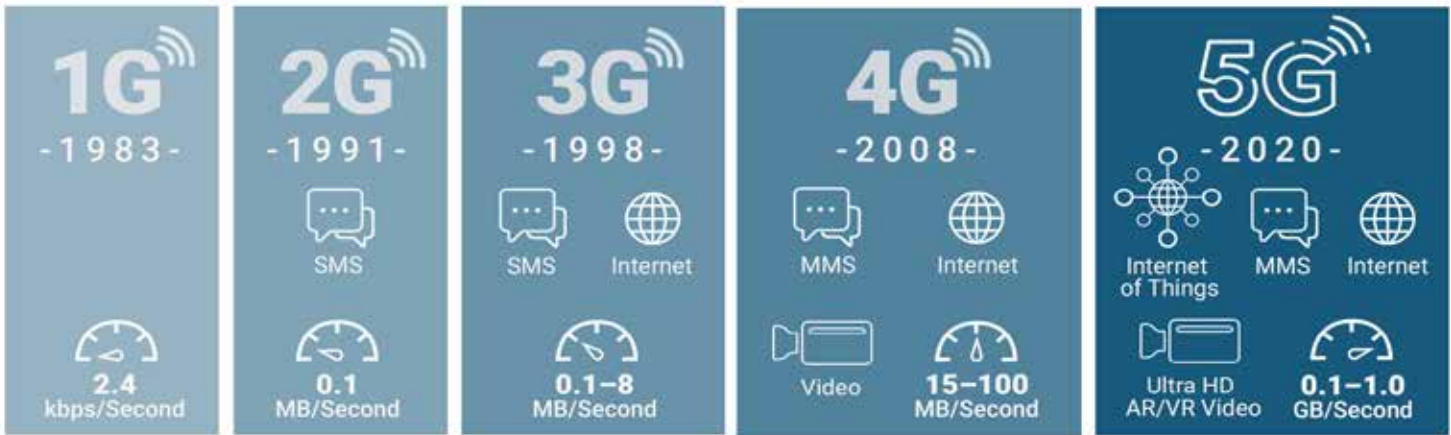 1G
-1983-
2.4
kbps/Second
2G
-1991-
SMS
0.1
MB/Second
3G
-1998-
SMS
Internet
0.1–8
MB/Second
4G
-2008-
MMS
Internet
Video
15–100
MB/Second
5G
-2020-
Internet
of Things
MMS
Internet
Ultra HD
AR/VR Video
0.1–1.0
GB/Second